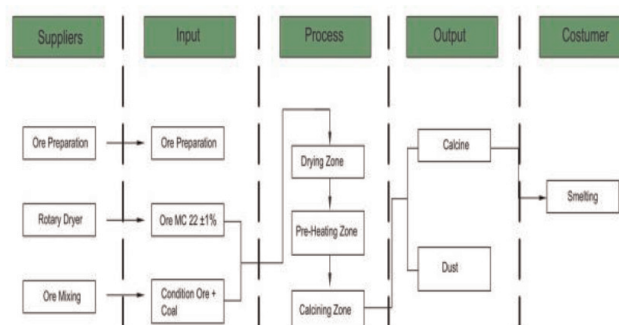 Suppliers
Input
Process
Output
Costumer
Ore Preparation
Ore Preparation
Rotary Dryer
Ore MC 22 ±1%
Ore Mixing
Condition Ore +
Coal
Drying Zone
Pre-Heating Zone
Calcining Zone
Calcine
Dust
Smelting